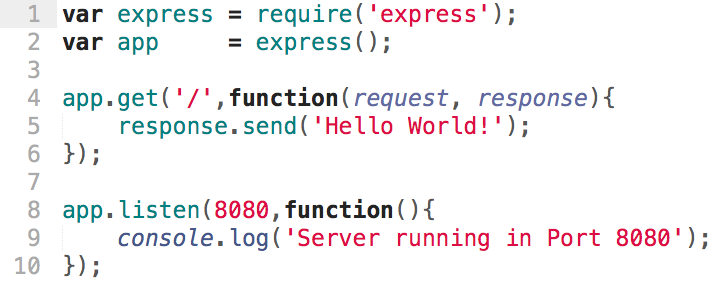 1 var express = require('express');
2 var app     = express();
3
4 app.get('/',function(request, response){
5     response.send('Hello World!');
6 });
7
8 app.listen(8080,function(){
9     console.log('Server running in Port 8080');
10 });